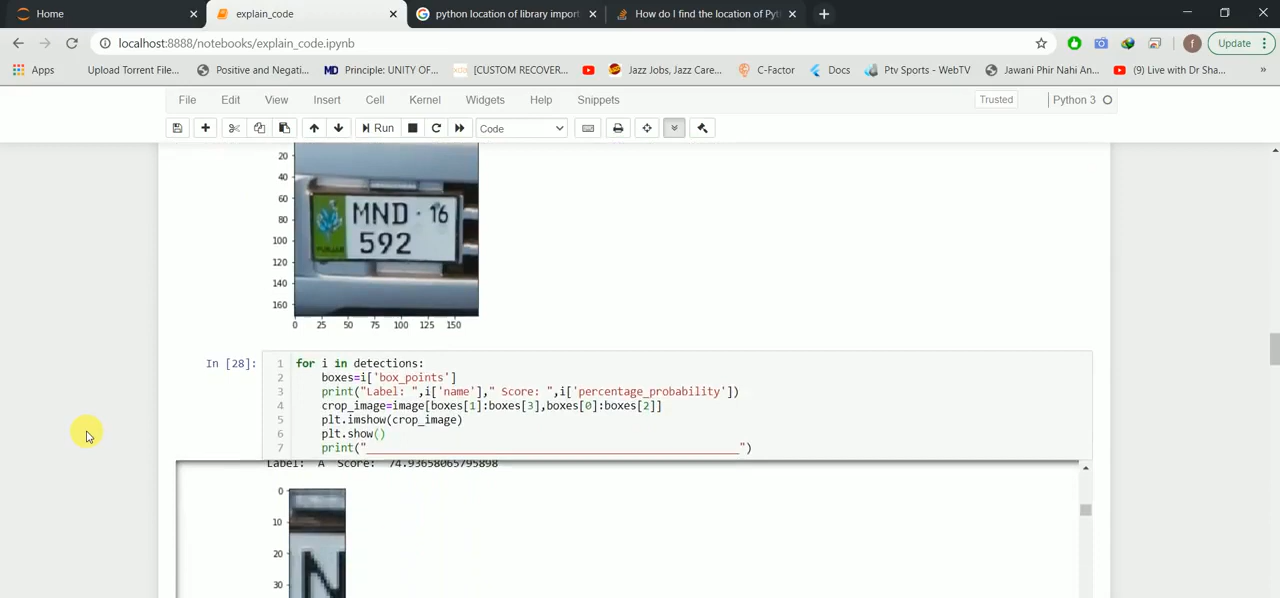 Home
explain_code
python location of library import
How do I find the location of Pyt
localhost:8888/notebooks/explain_code.ipynb
Update
Apps
Upload Torrent File...
Positive and Negati...
MD Principle: UNITY OF...
[CUSTOM RECOVER...
Jazz Jobs, Jazz Care...
C-Factor
Docs
Ptv Sports - WebTV
Jawani Phir Nahi An...
(9) Live with Dr Sha...
»
File Edit View Insert Cell Kernel Widgets Help Snippets
Trusted
Python 3
Run
Code
20
40
60
80
100
120
140
160
MND · 16
592
0 25 50 75 100 125 150
In [28]:
1 for i in detections:
2 boxes=i['box_points']
3 print("Label: ",i['name']," Score: ",i['percentage_probability'])
4 crop_image=image[boxes[1]:boxes[3],boxes[0]:boxes[2]]
5 plt.imshow(crop_image)
6 plt.show()
7 print("___________________________________________________")
Label: A Score: 74.93658065795898
0
10
20
30
N